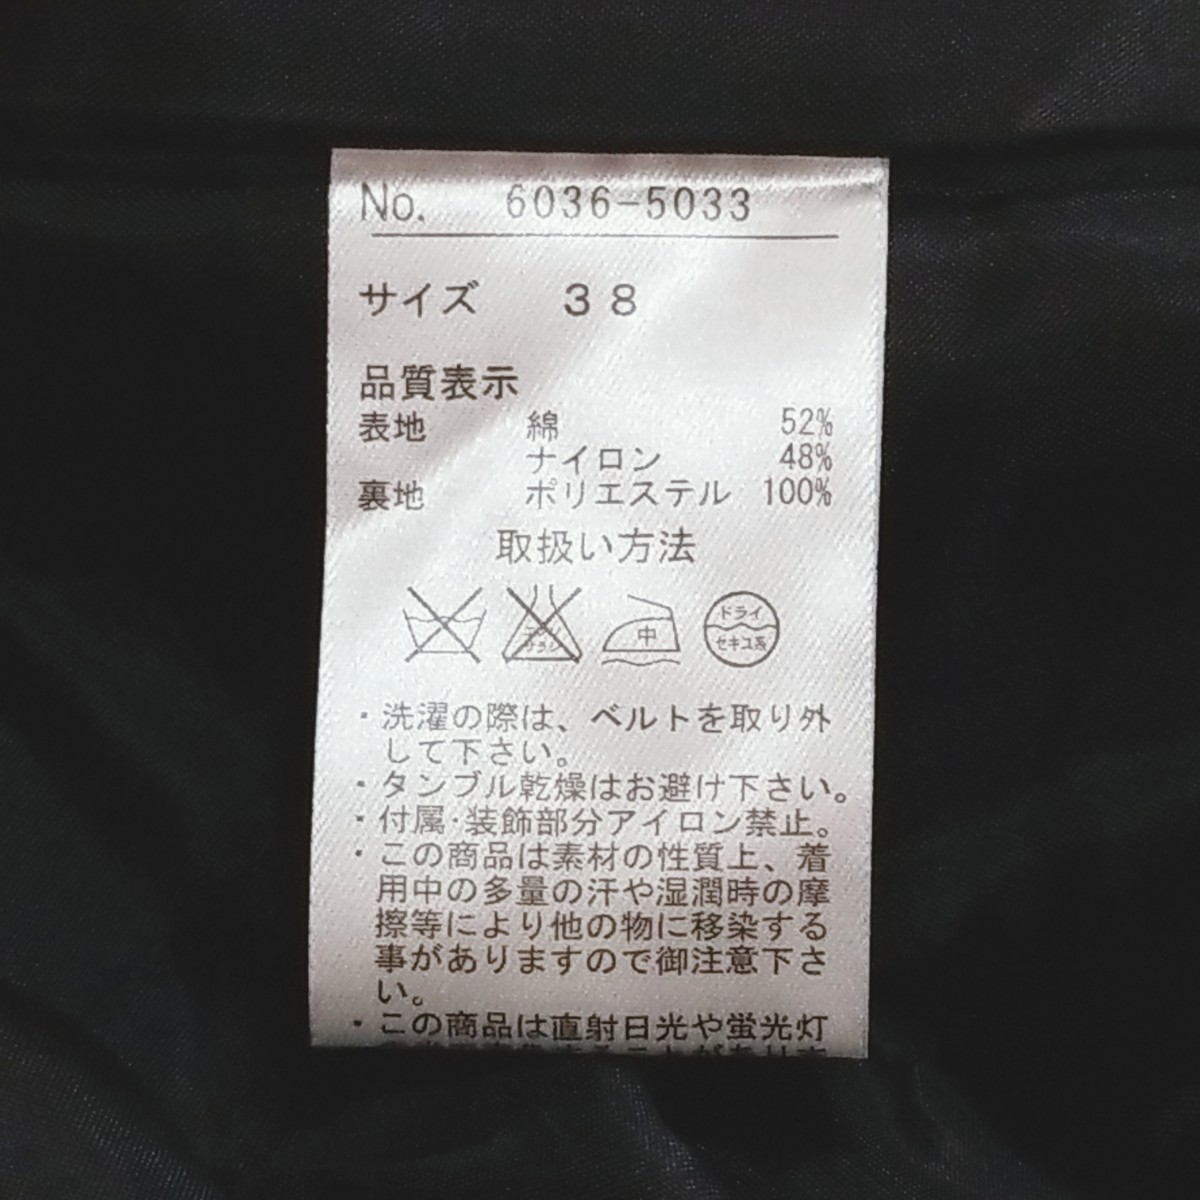 No. 6036-5033
サイズ 38
品質表示
表地 綿 52%
ナイロン 48%
裏地 ポリエステル 100%
取扱い方法
エンソサラシ
中
ドライ
セキユ系
・洗濯の際は、ベルトを取り外
して下さい。
・タンブル乾燥はお避け下さい。
・付属・装飾部分アイロン禁止。
・この商品は素材の性質上、着
用中の多量の汗や湿潤時の摩
擦等により他の物に移染する
事がありますので御注意下さ
い。
・この商品は直射日光や蛍光灯